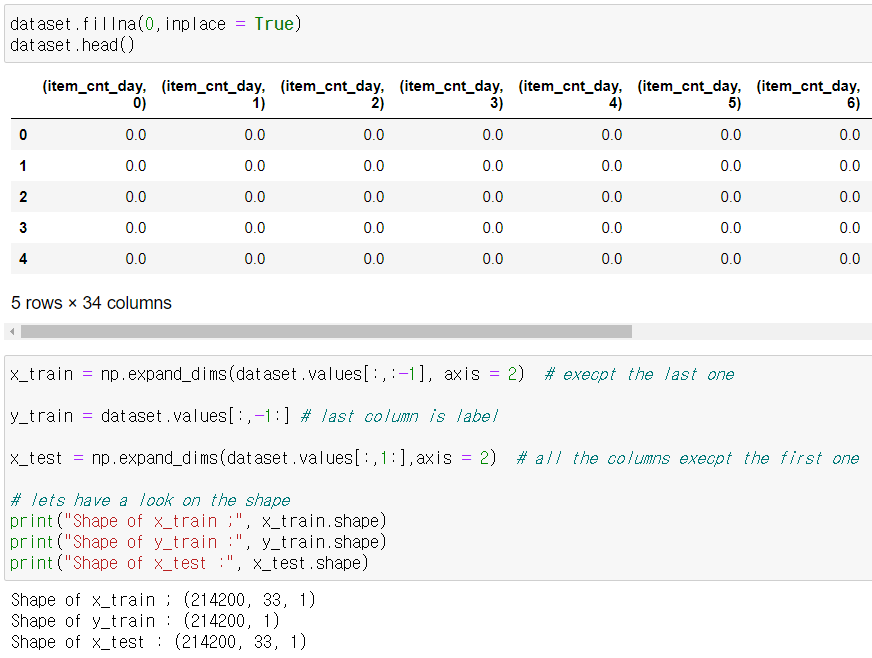 dataset.fillna(0,inplace = True)
dataset.head()
(item_cnt_day, 0) (item_cnt_day, 1) (item_cnt_day, 2) (item_cnt_day, 3) (item_cnt_day, 4) (item_cnt_day, 5) (item_cnt_day, 6)
0 0.0 0.0 0.0 0.0 0.0 0.0 0.0
1 0.0 0.0 0.0 0.0 0.0 0.0 0.0
2 0.0 0.0 0.0 0.0 0.0 0.0 0.0
3 0.0 0.0 0.0 0.0 0.0 0.0 0.0
4 0.0 0.0 0.0 0.0 0.0 0.0 0.0
5 rows × 34 columns
x_train = np.expand_dims(dataset.values[:,:-1], axis = 2)  # execpt the last one
y_train = dataset.values[:,-1:] # last column is label
x_test = np.expand_dims(dataset.values[:,1:],axis = 2)  # all the columns execpt the first one
# lets have a look on the shape
print("Shape of x_train ;", x_train.shape)
print("Shape of y_train :", y_train.shape)
print("Shape of x_test :", x_test.shape)
Shape of x_train ; (214200, 33, 1)
Shape of y_train : (214200, 1)
Shape of x_test : (214200, 33, 1)